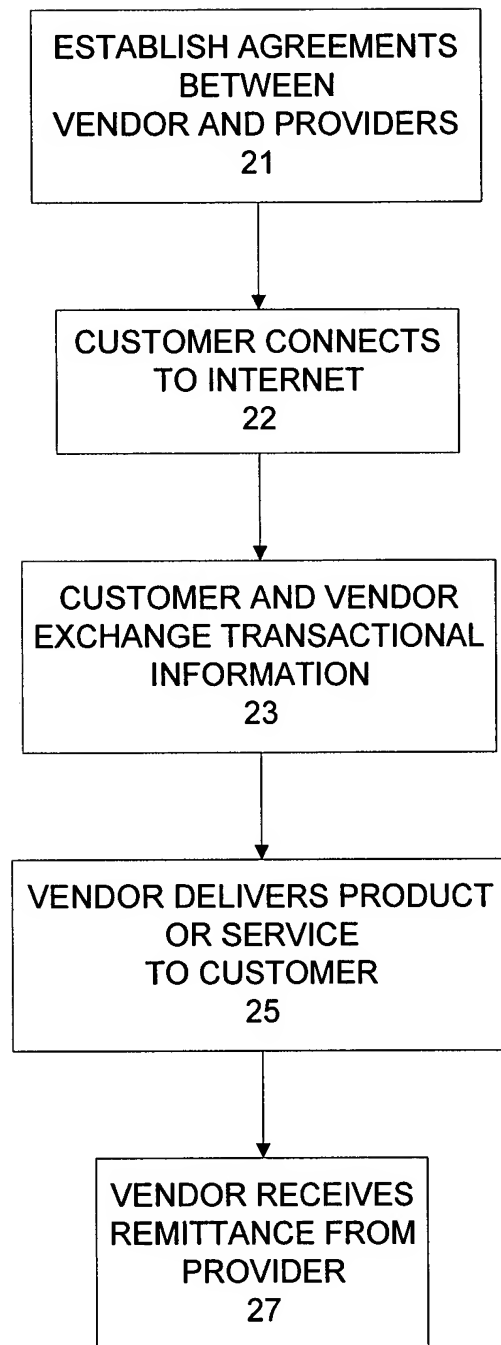 ESTABLISH AGREEMENTS
BETWEEN
VENDOR AND PROVIDERS
21
CUSTOMER CONNECTS
TO INTERNET
22
CUSTOMER AND VENDOR
EXCHANGE TRANSACTIONAL
INFORMATION
23
VENDOR DELIVERS PRODUCT
OR SERVICE
TO CUSTOMER
25
VENDOR RECEIVES
REMITTANCE FROM
PROVIDER
27